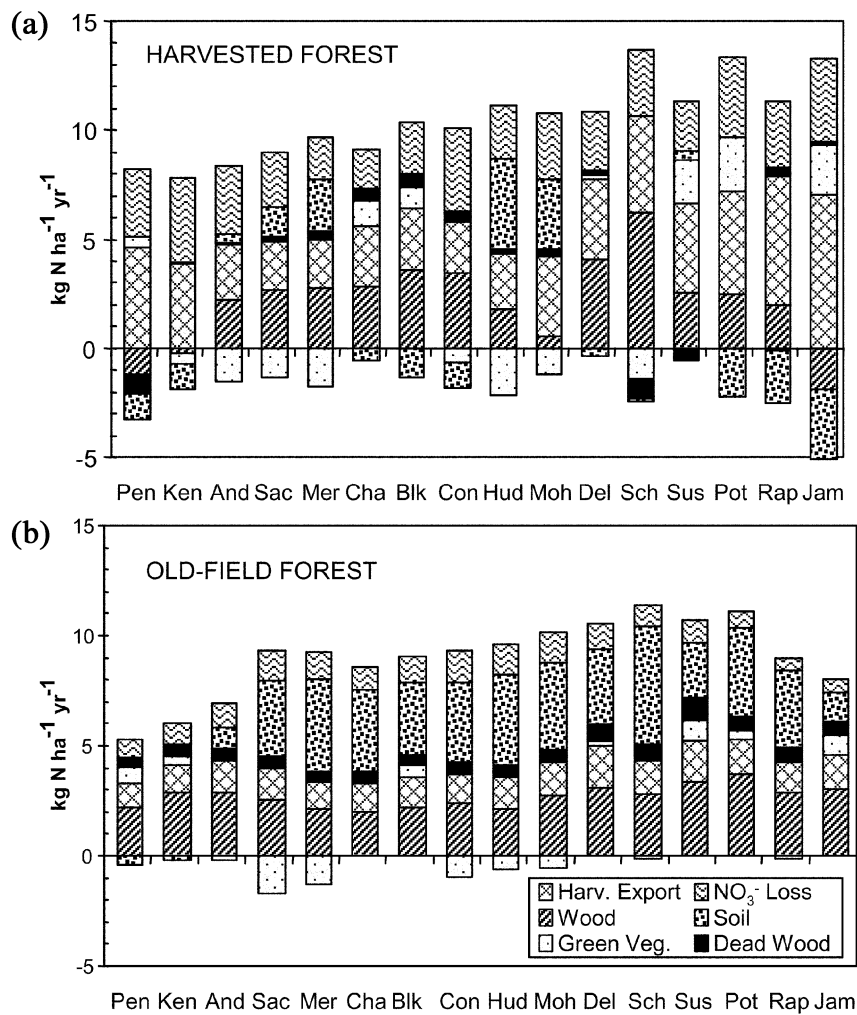 (a)
HARVESTED FOREST
kg N ha⁻¹ yr⁻¹
15
10
5
0
-5
Pen Ken And Sac Mer Cha Blk Con Hud Moh Del Sch Sus Pot Rap Jam
(b)
OLD-FIELD FOREST
kg N ha⁻¹ yr⁻¹
15
10
5
0
-5
Harv. Export NO₃⁻ Loss
Wood Soil
Green Veg. Dead Wood
Pen Ken And Sac Mer Cha Blk Con Hud Moh Del Sch Sus Pot Rap Jam